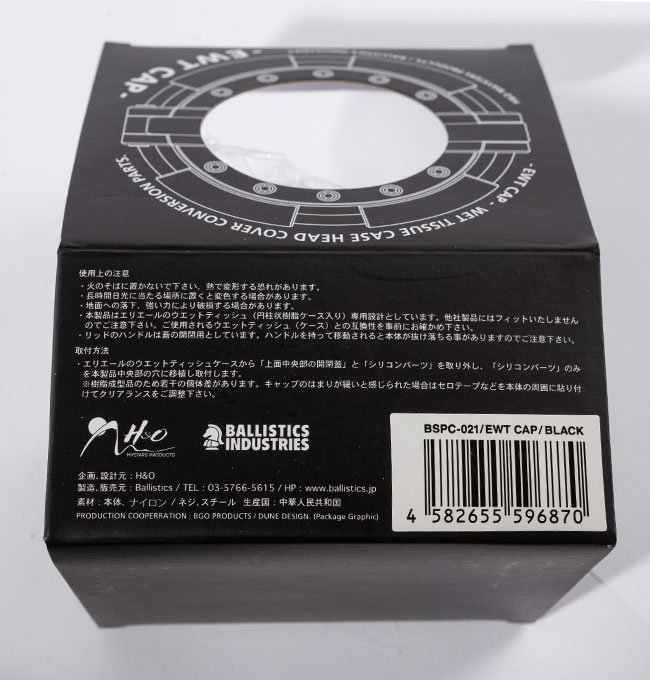 - EWT CAP -
H&O MYSTARS PRODUCTS / BALLISTICS INDUSTRIES
- EWT CAP - WET TISSUE CASE HEAD COVER CONVERSION PARTS.
使用上の注意
・火のそばに置かないで下さい、熱で変形する恐れがあります。
・長時間日光に当たる場所に置くと変色する場合があります。
・地面への落下、強い力により破損する場合があります。
・本製品はエリエールのウエットティッシュ（円柱状樹脂ケース入り）専用設計としています。他社製品にはフィットいたしません
のでご注意下さい。ご使用されるウエットティッシュ（ケース）との互換性を事前にお確かめ下さい。
・リッドのハンドルは蓋の開閉用としています。ハンドルを持って移動されると本体が抜け落ちる事がありますのでご注意下さい。
取付方法
・エリエールのウエットティッシュケースから「上面中央部の開閉蓋」と「シリコンパーツ」を取り外し、「シリコンパーツ」のみ
を本製品中央部の穴に移植し取付します。
※樹脂成型品のため若干の個体差があります。キャップのはまりが緩いと感じられた場合はセロテープなどを本体の周囲に貼り付
けてクリアランスをご調整下さい。
H&O
MYSTARS PRODUCTS
BALLISTICS
INDUSTRIES
企画、設計元：H&O
製造、販売元：Ballistics / TEL：03-5766-5615 / HP：www.ballistics.jp
素材：本体、ナイロン / ネジ、スチール 生産国：中華人民共和国
PRODUCTION COOPERRATION : BGO PRODUCTS / DUNE DESIGN. (Package Graphic)
BSPC-021/EWT CAP/BLACK
4 582655 596870